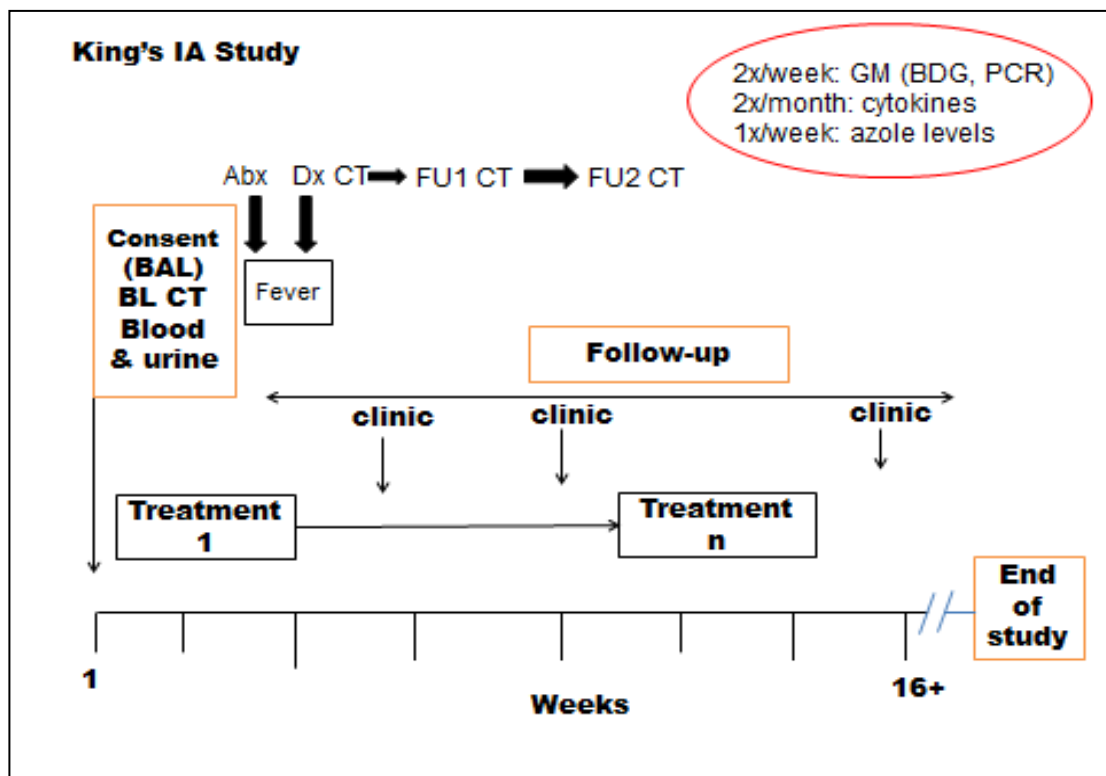 King's IA Study
2x/week: GM (BDG, PCR)
2x/month: cytokines
1x/week: azole levels
Abx Dx CT FU1 CT FU2 CT
Consent
(BAL)
BL CT
Blood
& urine
Fever
Follow-up
clinic clinic clinic
Treatment
1
Treatment
n
End
of
study
1 16+
Weeks